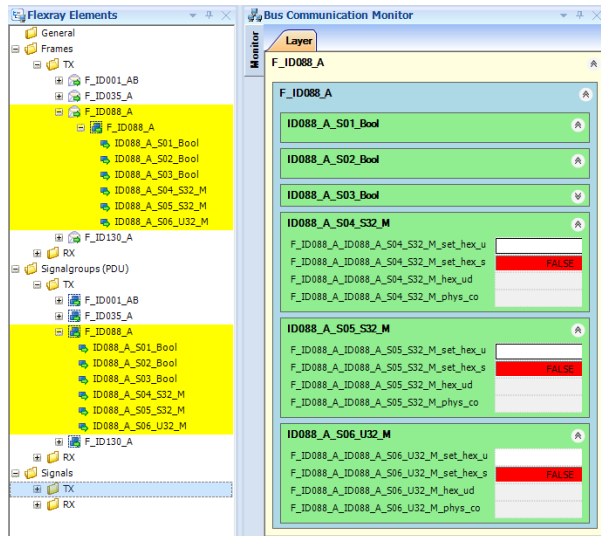 Flexray Elements
General
Frames
TX
F_ID001_AB
F_ID035_A
F_ID088_A
F_ID088_A
ID088_A_S01_Bool
ID088_A_S02_Bool
ID088_A_S03_Bool
ID088_A_S04_S32_M
ID088_A_S05_S32_M
ID088_A_S06_U32_M
F_ID130_A
RX
Signalgroups (PDU)
TX
F_ID001_AB
F_ID035_A
F_ID088_A
ID088_A_S01_Bool
ID088_A_S02_Bool
ID088_A_S03_Bool
ID088_A_S04_S32_M
ID088_A_S05_S32_M
ID088_A_S06_U32_M
F_ID130_A
RX
Signals
TX
RX
Bus Communication Monitor
Monitor
Layer
F_ID088_A
F_ID088_A
ID088_A_S01_Bool
ID088_A_S02_Bool
ID088_A_S03_Bool
ID088_A_S04_S32_M
F_ID088_A_ID088_A_S04_S32_M_set_hex_u
F_ID088_A_ID088_A_S04_S32_M_set_hex_s FALSE
F_ID088_A_ID088_A_S04_S32_M_hex_ud
F_ID088_A_ID088_A_S04_S32_M_phys_co
ID088_A_S05_S32_M
F_ID088_A_ID088_A_S05_S32_M_set_hex_u
F_ID088_A_ID088_A_S05_S32_M_set_hex_s FALSE
F_ID088_A_ID088_A_S05_S32_M_hex_ud
F_ID088_A_ID088_A_S05_S32_M_phys_co
ID088_A_S06_U32_M
F_ID088_A_ID088_A_S06_U32_M_set_hex_u
F_ID088_A_ID088_A_S06_U32_M_set_hex_s FALSE
F_ID088_A_ID088_A_S06_U32_M_hex_ud
F_ID088_A_ID088_A_S06_U32_M_phys_co